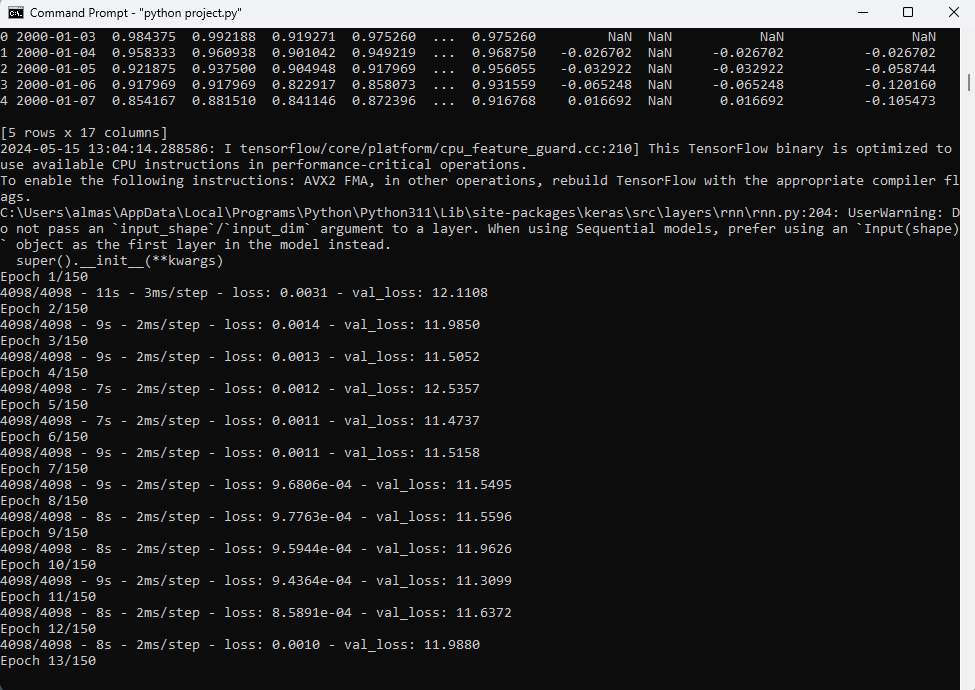 Command Prompt - "python project.py"
0 2000-01-03  0.984375  0.992188  0.919271  0.975260  ...  0.975260         NaN  NaN         NaN                NaN
1 2000-01-04  0.958333  0.960938  0.901042  0.949219  ...  0.968750   -0.026702  NaN   -0.026702          -0.026702
2 2000-01-05  0.921875  0.937500  0.904948  0.917969  ...  0.956055   -0.032922  NaN   -0.032922          -0.058744
3 2000-01-06  0.917969  0.917969  0.822917  0.858073  ...  0.931559   -0.065248  NaN   -0.065248          -0.120160
4 2000-01-07  0.854167  0.881510  0.841146  0.872396  ...  0.916768    0.016692  NaN    0.016692          -0.105473
[5 rows x 17 columns]
2024-05-15 13:04:14.288586: I tensorflow/core/platform/cpu_feature_guard.cc:210] This TensorFlow binary is optimized to
use available CPU instructions in performance-critical operations.
To enable the following instructions: AVX2 FMA, in other operations, rebuild TensorFlow with the appropriate compiler fl
ags.
C:\Users\almas\AppData\Local\Programs\Python\Python311\Lib\site-packages\keras\src\layers\rnn\rnn.py:204: UserWarning: D
o not pass an `input_shape`/`input_dim` argument to a layer. When using Sequential models, prefer using an `Input(shape)
` object as the first layer in the model instead.
  super().__init__(**kwargs)
Epoch 1/150
4098/4098 - 11s - 3ms/step - loss: 0.0031 - val_loss: 12.1108
Epoch 2/150
4098/4098 - 9s - 2ms/step - loss: 0.0014 - val_loss: 11.9850
Epoch 3/150
4098/4098 - 9s - 2ms/step - loss: 0.0013 - val_loss: 11.5052
Epoch 4/150
4098/4098 - 7s - 2ms/step - loss: 0.0012 - val_loss: 12.5357
Epoch 5/150
4098/4098 - 7s - 2ms/step - loss: 0.0011 - val_loss: 11.4737
Epoch 6/150
4098/4098 - 9s - 2ms/step - loss: 0.0011 - val_loss: 11.5158
Epoch 7/150
4098/4098 - 9s - 2ms/step - loss: 9.6806e-04 - val_loss: 11.5495
Epoch 8/150
4098/4098 - 8s - 2ms/step - loss: 9.7763e-04 - val_loss: 11.5596
Epoch 9/150
4098/4098 - 8s - 2ms/step - loss: 9.5944e-04 - val_loss: 11.9626
Epoch 10/150
4098/4098 - 9s - 2ms/step - loss: 9.4364e-04 - val_loss: 11.3099
Epoch 11/150
4098/4098 - 8s - 2ms/step - loss: 8.5891e-04 - val_loss: 11.6372
Epoch 12/150
4098/4098 - 8s - 2ms/step - loss: 0.0010 - val_loss: 11.9880
Epoch 13/150